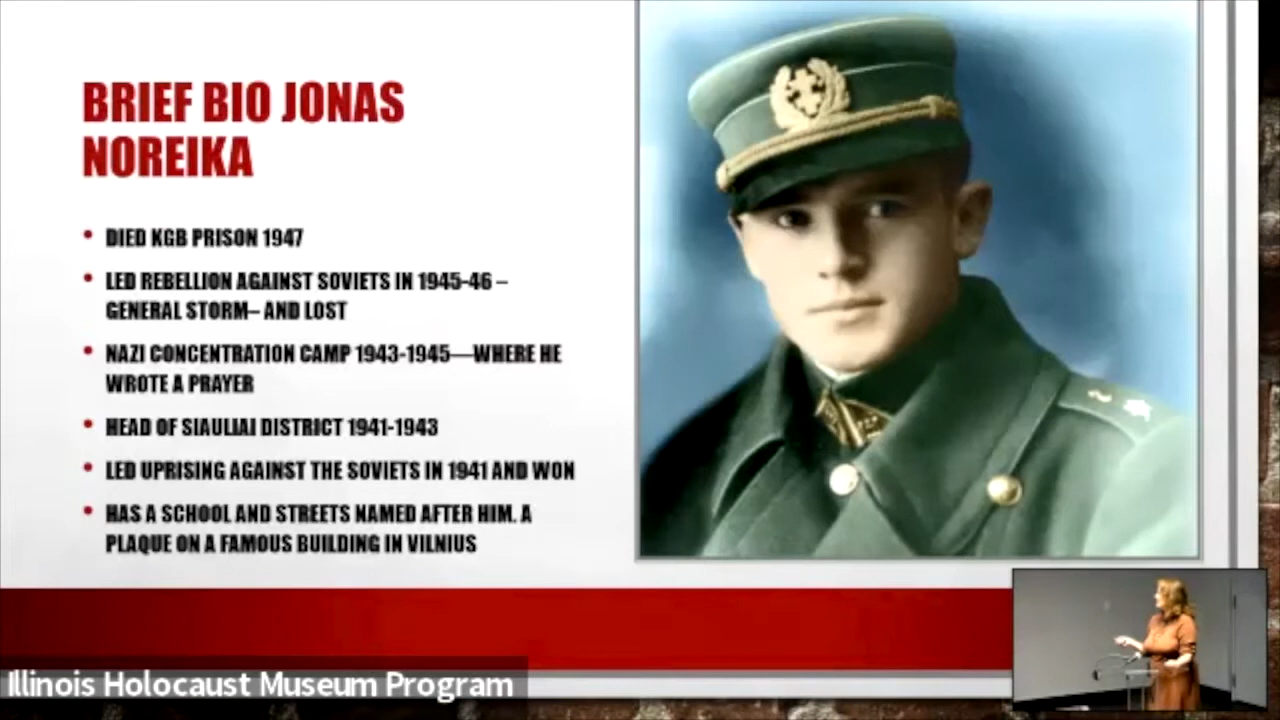 BRIEF BIO JONAS
NOREIKA
• DIED KGB PRISON 1947
• LED REBELLION AGAINST SOVIETS IN 1945-46 –
GENERAL STORM– AND LOST
• NAZI CONCENTRATION CAMP 1943-1945—WHERE HE
WROTE A PRAYER
• HEAD OF SIAULIAI DISTRICT 1941-1943
• LED UPRISING AGAINST THE SOVIETS IN 1941 AND WON
• HAS A SCHOOL AND STREETS NAMED AFTER HIM. A
PLAQUE ON A FAMOUS BUILDING IN VILNIUS
Illinois Holocaust Museum Program